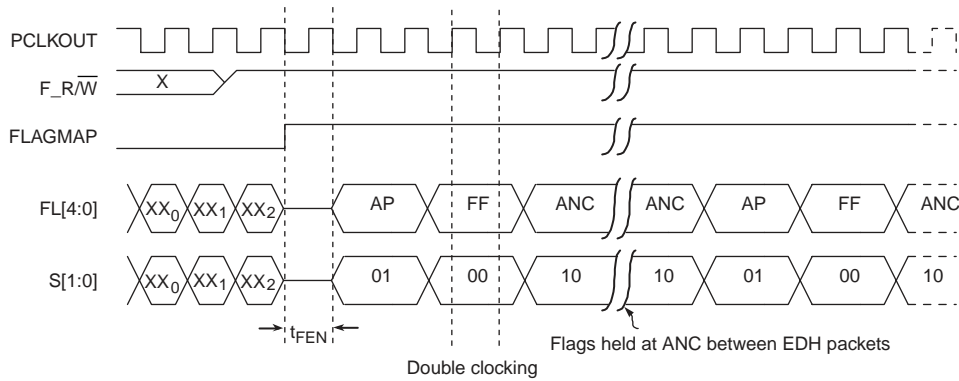 PCLKOUT
F_R/W̅
X
FLAGMAP
FL[4:0] XX₀ XX₁ XX₂ AP FF ANC ANC AP FF ANC
S[1:0] XX₀ XX₁ XX₂ 01 00 10 10 01 00 10
tFEN
Flags held at ANC between EDH packets
Double clocking